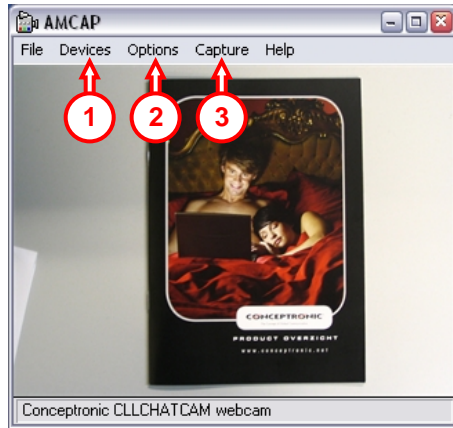 AMCAP
File Devices Options Capture Help
1 2 3
CONCEPTRONIC
PRODUCT OVERZICHT
www.conceptronic.net
Conceptronic CLLCHATCAM webcam